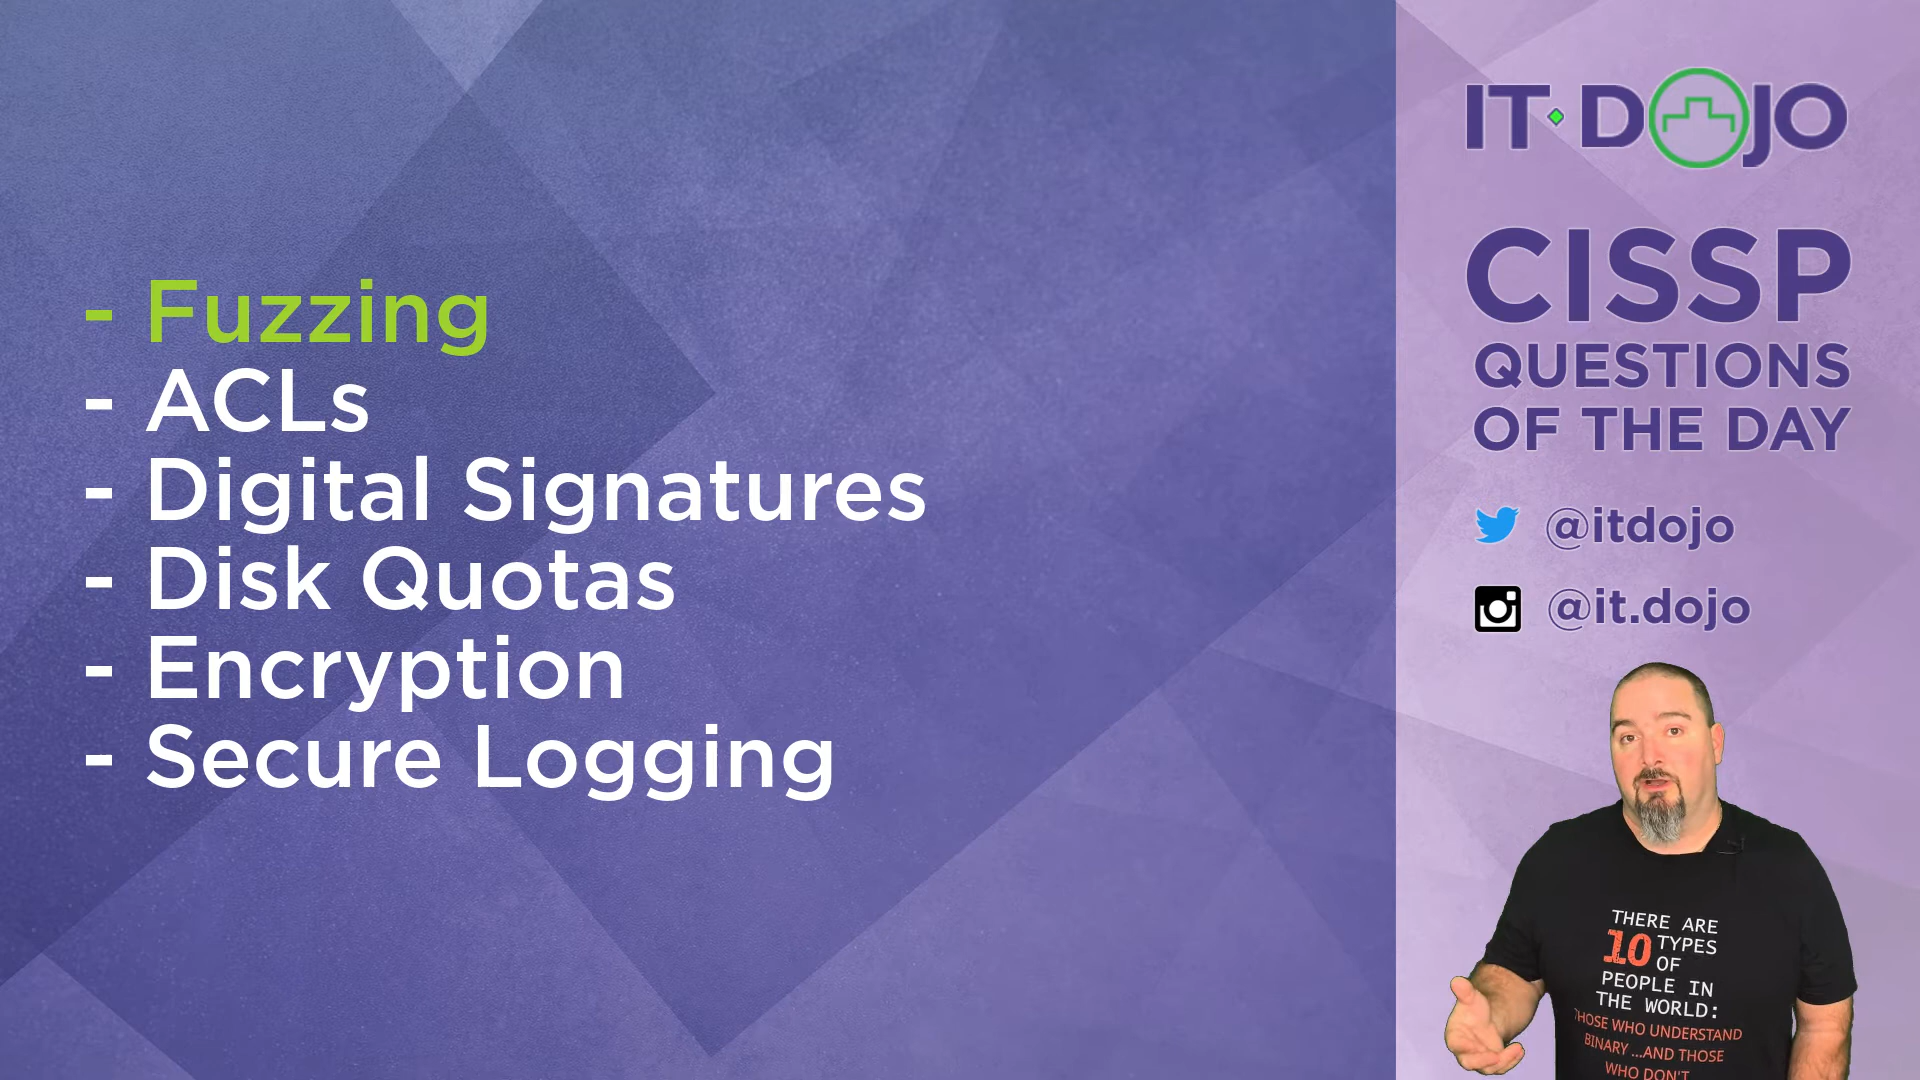 - Fuzzing
- ACLs
- Digital Signatures
- Disk Quotas
- Encryption
- Secure Logging
IT DOJO
CISSP
QUESTIONS
OF THE DAY
@itdojo
@it.dojo
THERE ARE
10 TYPES
OF
PEOPLE IN
THE WORLD:
THOSE WHO UNDERSTAND
BINARY ...AND THOSE
WHO DON'T